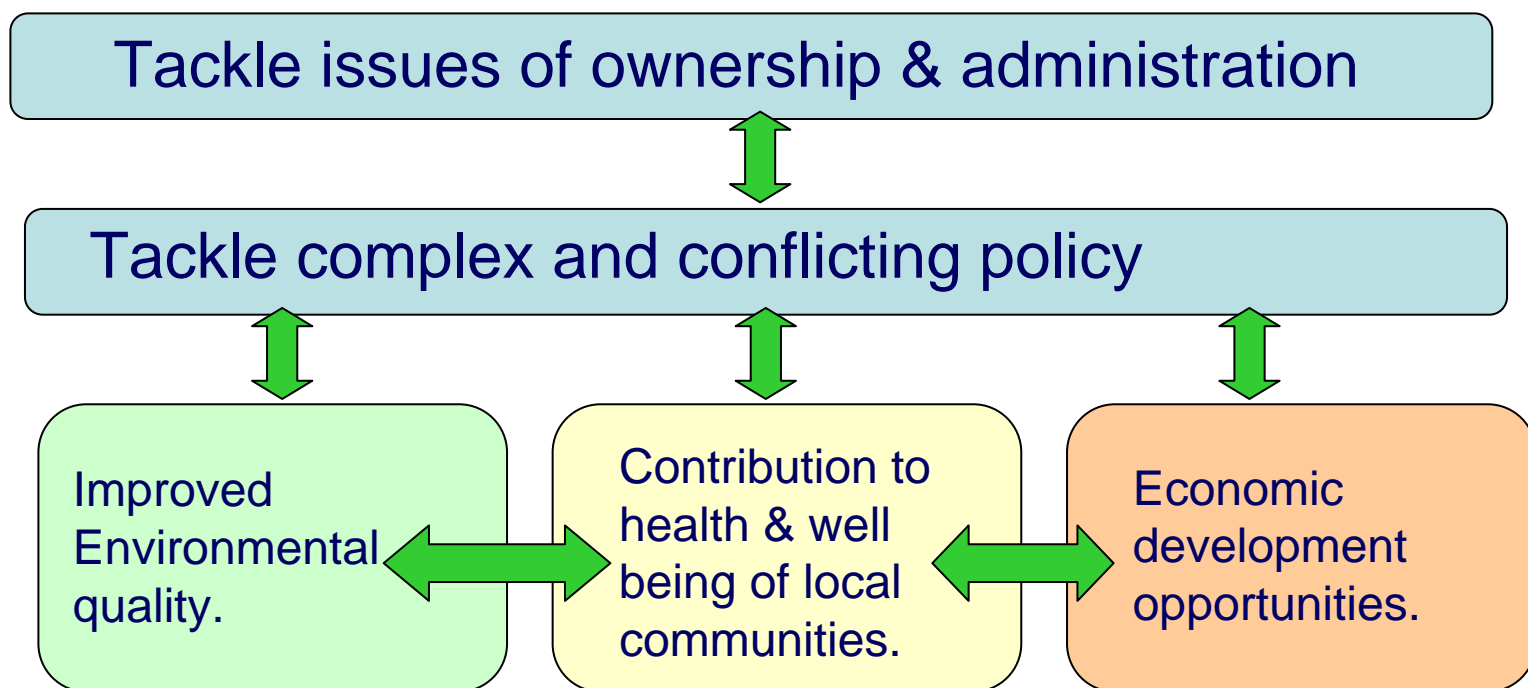 Tackle issues of ownership & administration
Tackle complex and conflicting policy
Improved
Environmental
quality.
Contribution to
health & well
being of local
communities.
Economic
development
opportunities.